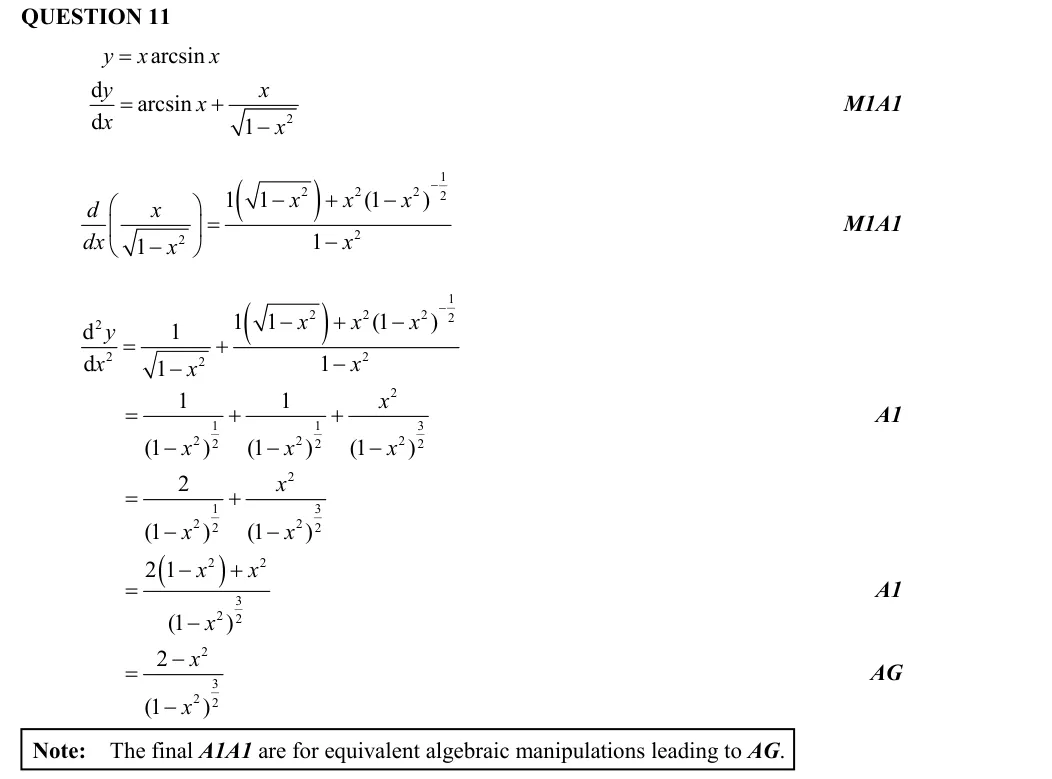 QUESTION 11
y = x arcsin x
dy/dx = arcsin x + x/√(1 − x²) M1A1
d/dx (x/√(1 − x²)) = (1(√(1 − x²)) + x²(1 − x²)^(−1/2))/(1 − x²) M1A1
d²y/dx² = 1/√(1 − x²) + (1(√(1 − x²)) + x²(1 − x²)^(−1/2))/(1 − x²)
= 1/(1 − x²)^(1/2) + 1/(1 − x²)^(1/2) + x²/(1 − x²)^(3/2) A1
= 2/(1 − x²)^(1/2) + x²/(1 − x²)^(3/2)
= (2(1 − x²) + x²)/(1 − x²)^(3/2) A1
= (2 − x²)/(1 − x²)^(3/2) AG
Note: The final A1A1 are for equivalent algebraic manipulations leading to AG.